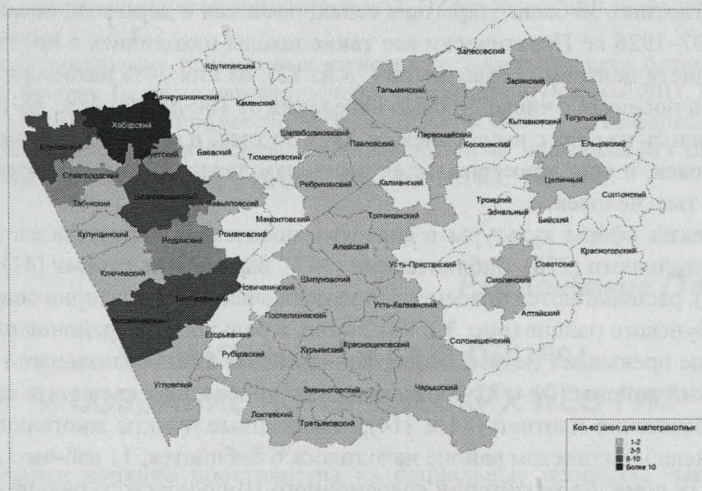 Крутихинский
Залесовский
Панкрушихинский
Тальменский
Заринский
Каменский
Хабарский
Кытмановский
Тогульский
Шелаболихинский
Первомайский
Павловский
Косихинский
Ельцовский
Баевский
Тюменцевский
Славгородский
Целинный
Ребрихинский
Калманский
Табунский
Завьяловский
Троицкий
Солтонский
Мамонтовский
Топчихинский
Зональный
Бийский
Кулундинский
Романовский
Родинский
Алейский
Красногорский
Усть-Пристанский
Советский
Ключевский
Шипуновский
Смоленский
Новичихинский
Усть-Калманский
Алтайский
Поспелихинский
Егорьевский
Краснощековский
Солонешенский
Рубцовский
Курьинский
Угловский
Змеиногорский
Чарышский
Локтевский
Третьяковский
Кол-во школ для малограмотных
1-2
3-5
6-10
Более 10